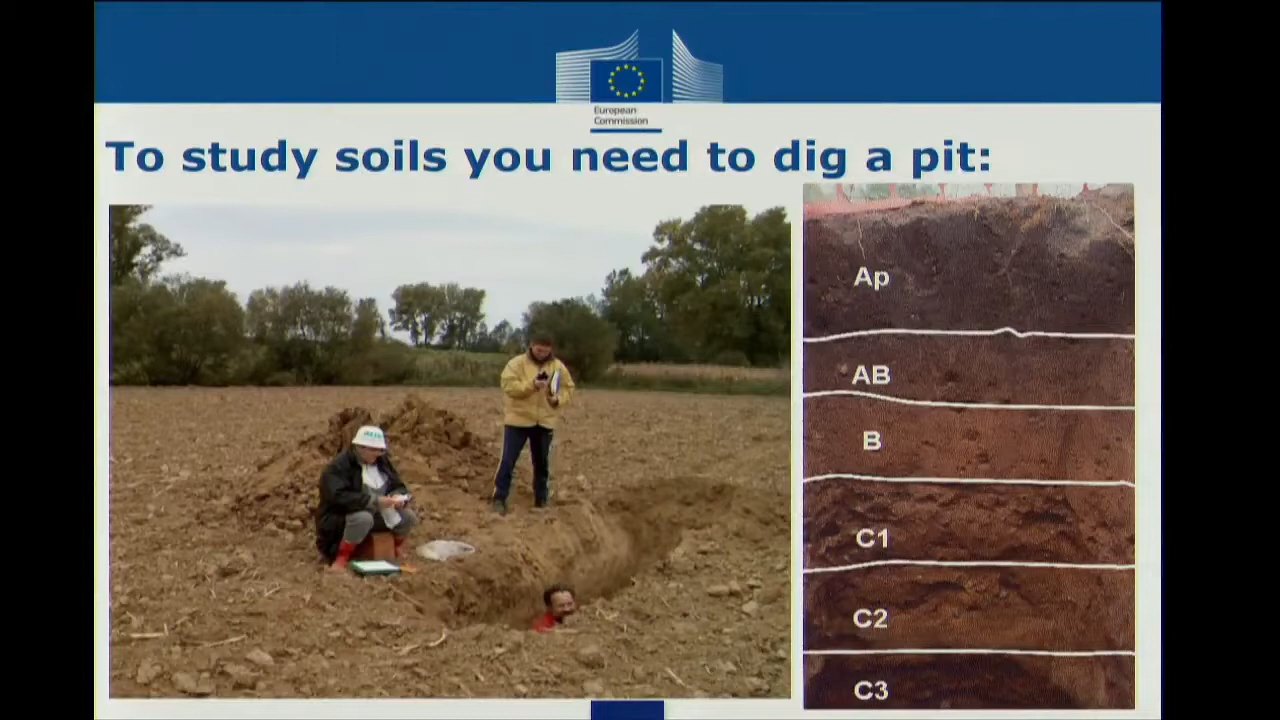 European
Commission
To study soils you need to dig a pit:
Ap
AB
B
C1
C2
C3